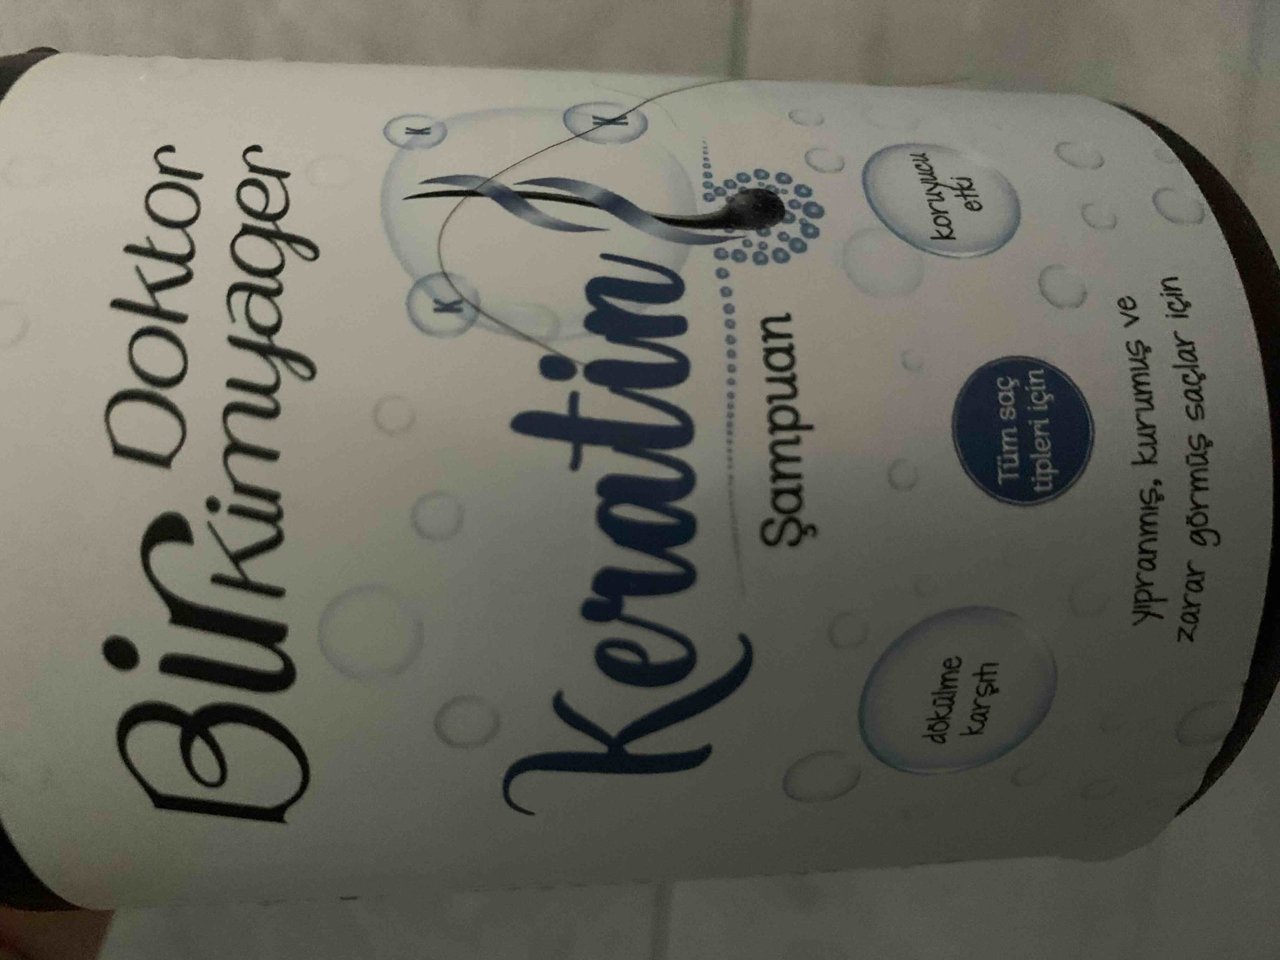 Bir Doktor
Kimyager
K
K
K
Keratin
Şampuan
koruyucu
etki
Tüm saç
tipleri için
dökülme
karşıtı
yıpranmış, kurumuş ve
zarar görmüş saçlar için